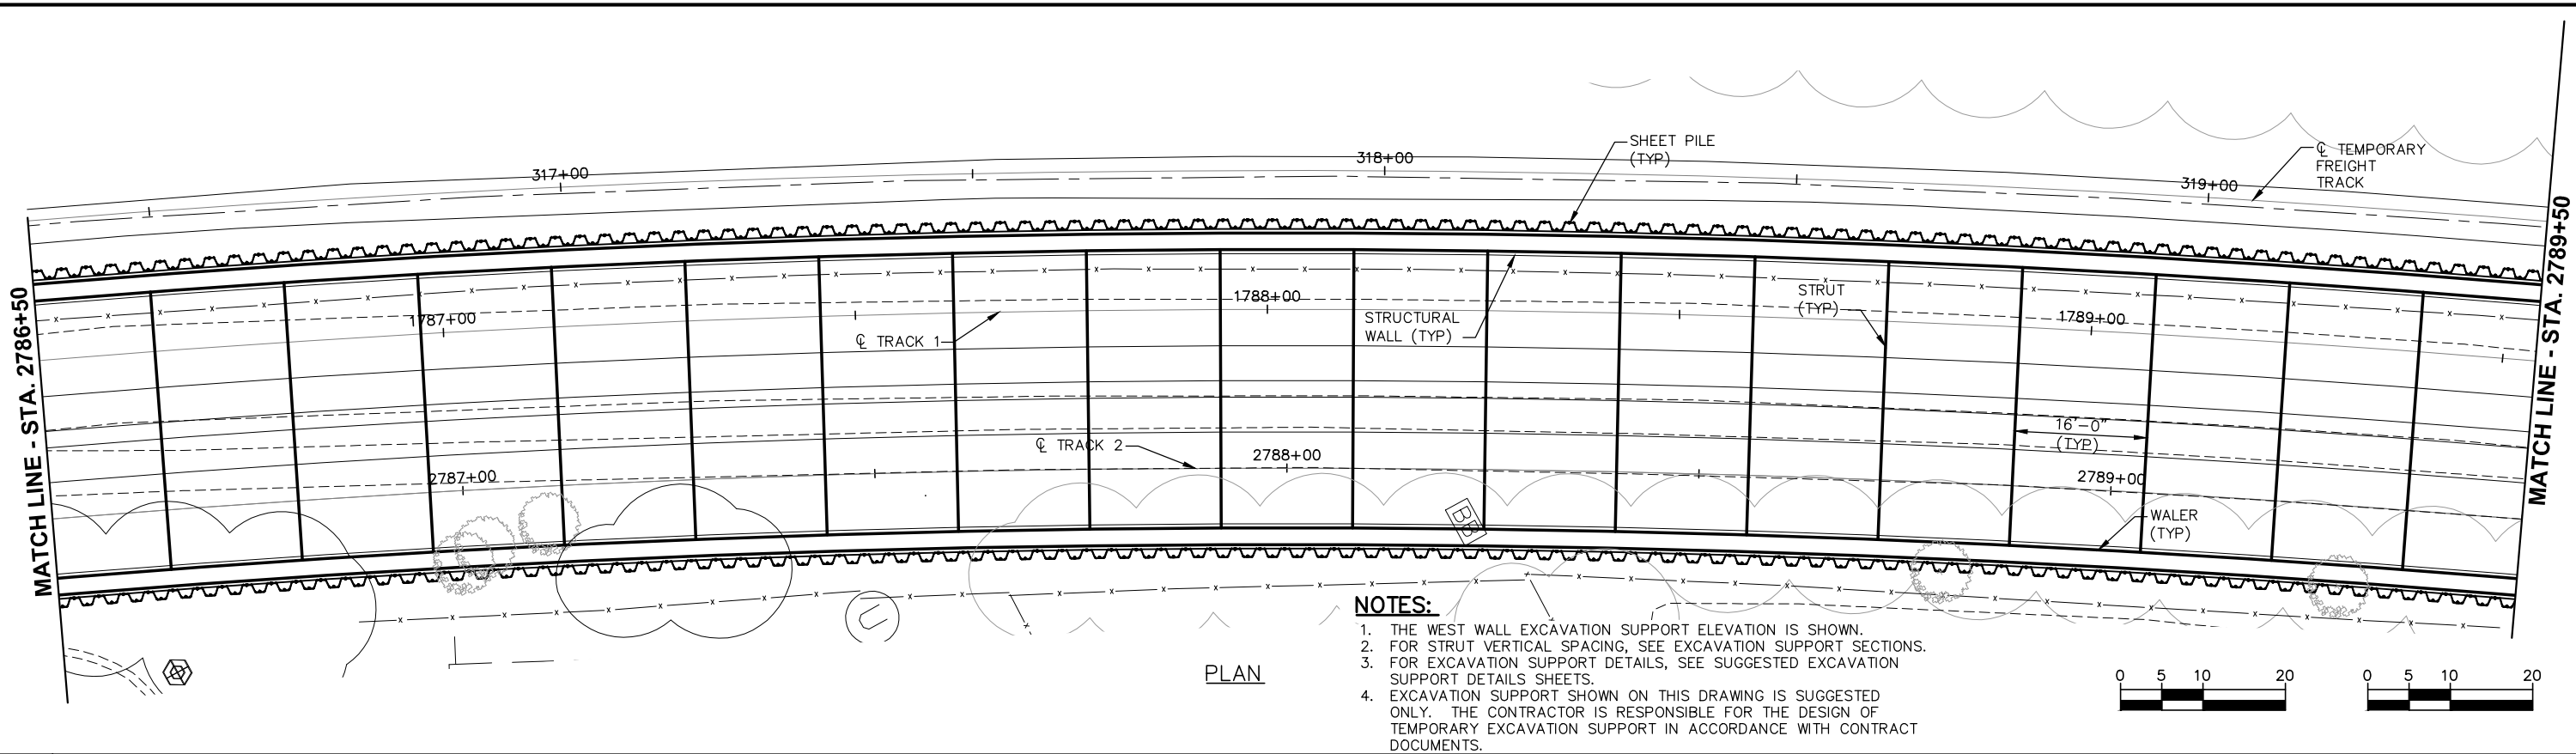 SHEET PILE
(TYP)
317+00
318+00
319+00
℄ TEMPORARY
FREIGHT
TRACK
MATCH LINE - STA. 2786+50
MATCH LINE - STA. 2789+50
1787+00
1788+00
1789+00
℄ TRACK 1
STRUCTURAL
WALL (TYP)
STRUT
(TYP)
16'-0"
(TYP)
℄ TRACK 2
2787+00
2788+00
2789+00
BB
WALER
(TYP)
PLAN
NOTES:
1. THE WEST WALL EXCAVATION SUPPORT ELEVATION IS SHOWN.
2. FOR STRUT VERTICAL SPACING, SEE EXCAVATION SUPPORT SECTIONS.
3. FOR EXCAVATION SUPPORT DETAILS, SEE SUGGESTED EXCAVATION
SUPPORT DETAILS SHEETS.
4. EXCAVATION SUPPORT SHOWN ON THIS DRAWING IS SUGGESTED
ONLY. THE CONTRACTOR IS RESPONSIBLE FOR THE DESIGN OF
TEMPORARY EXCAVATION SUPPORT IN ACCORDANCE WITH CONTRACT
DOCUMENTS.
0 5 10 20
0 5 10 20